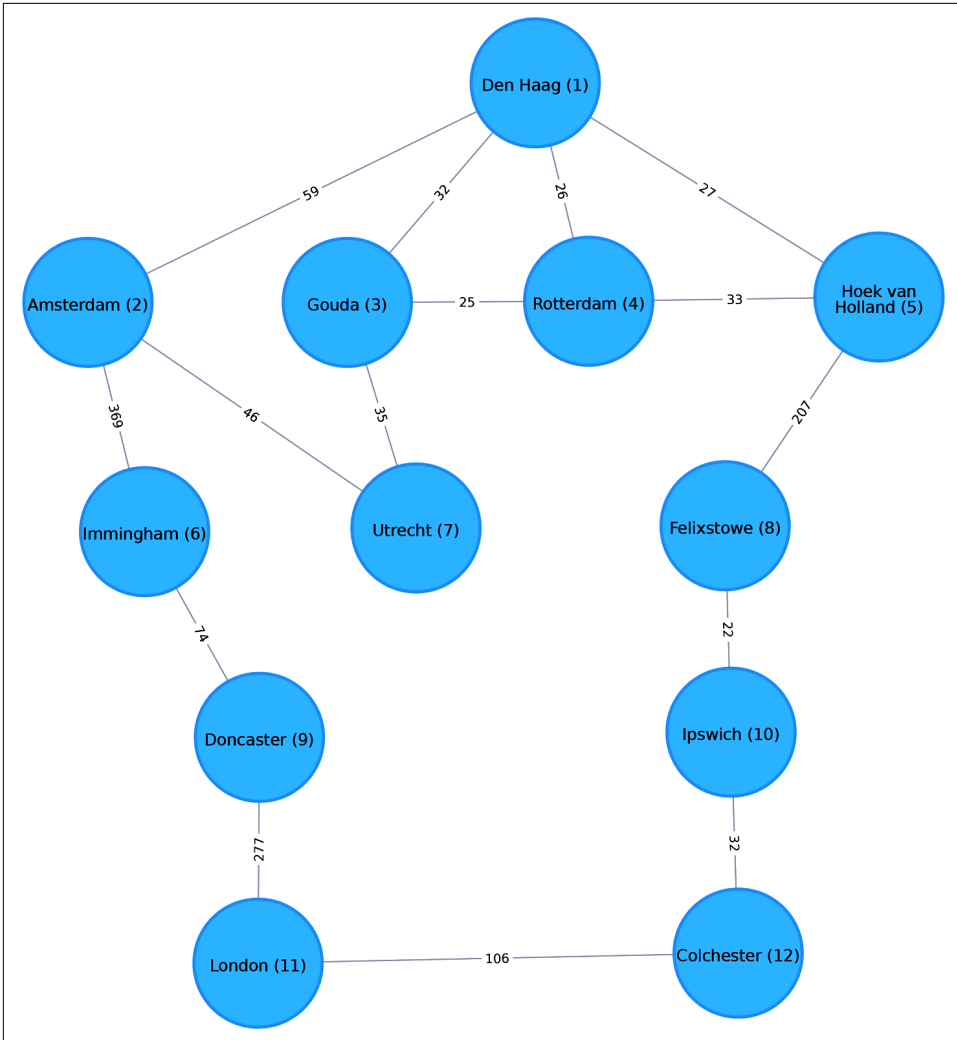 Den Haag (1)
59
32
26
27
Amsterdam (2)
Gouda (3)
25
Rotterdam (4)
33
Hoek van
Holland (5)
369
46
35
207
Immingham (6)
Utrecht (7)
Felixstowe (8)
74
22
Doncaster (9)
Ipswich (10)
277
32
London (11)
106
Colchester (12)